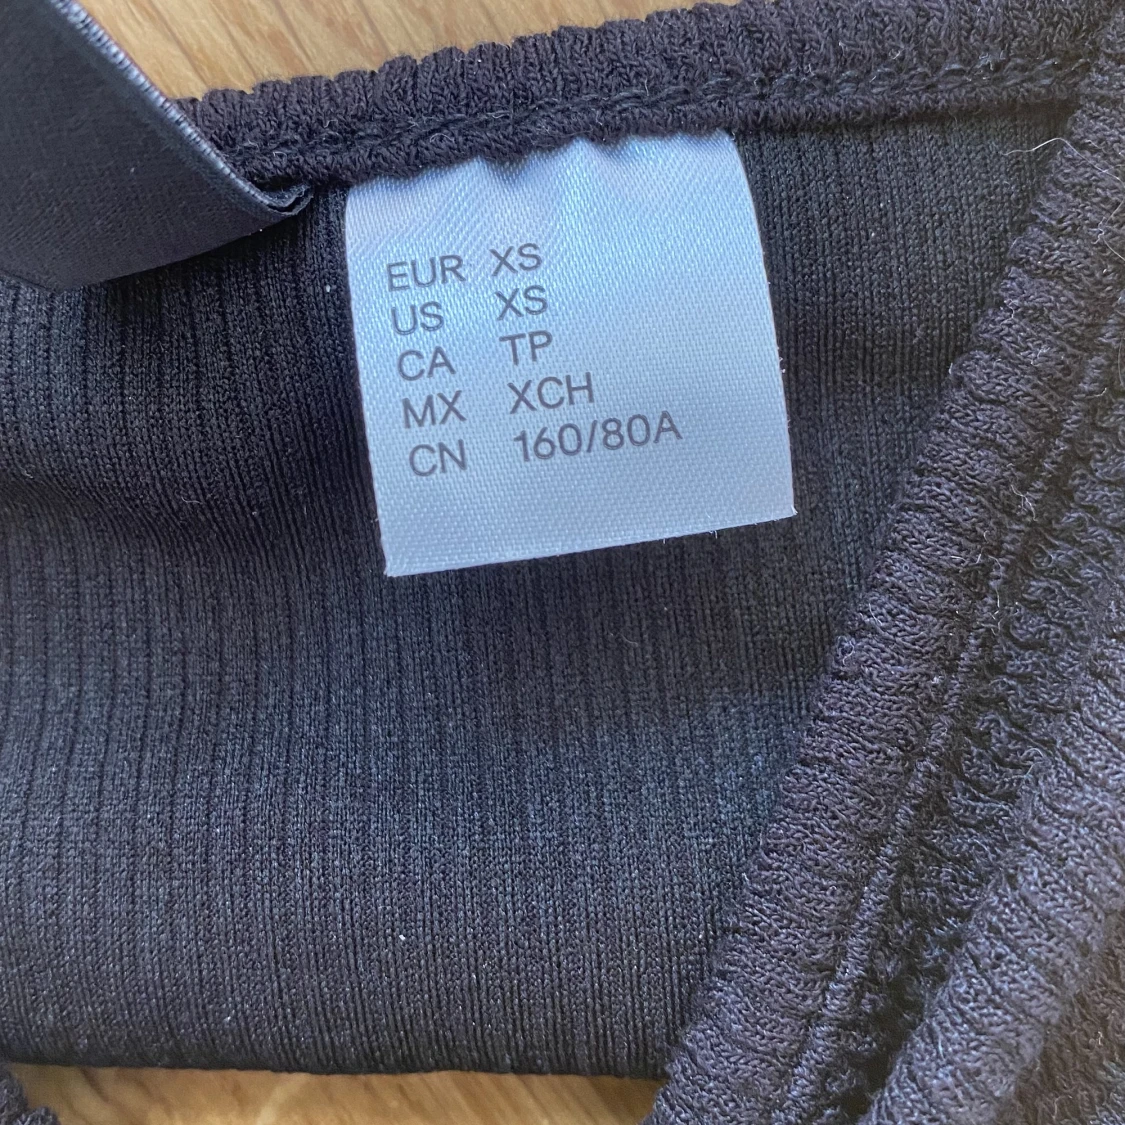 EUR XS
US XS
CA TP
MX XCH
CN 160/80A